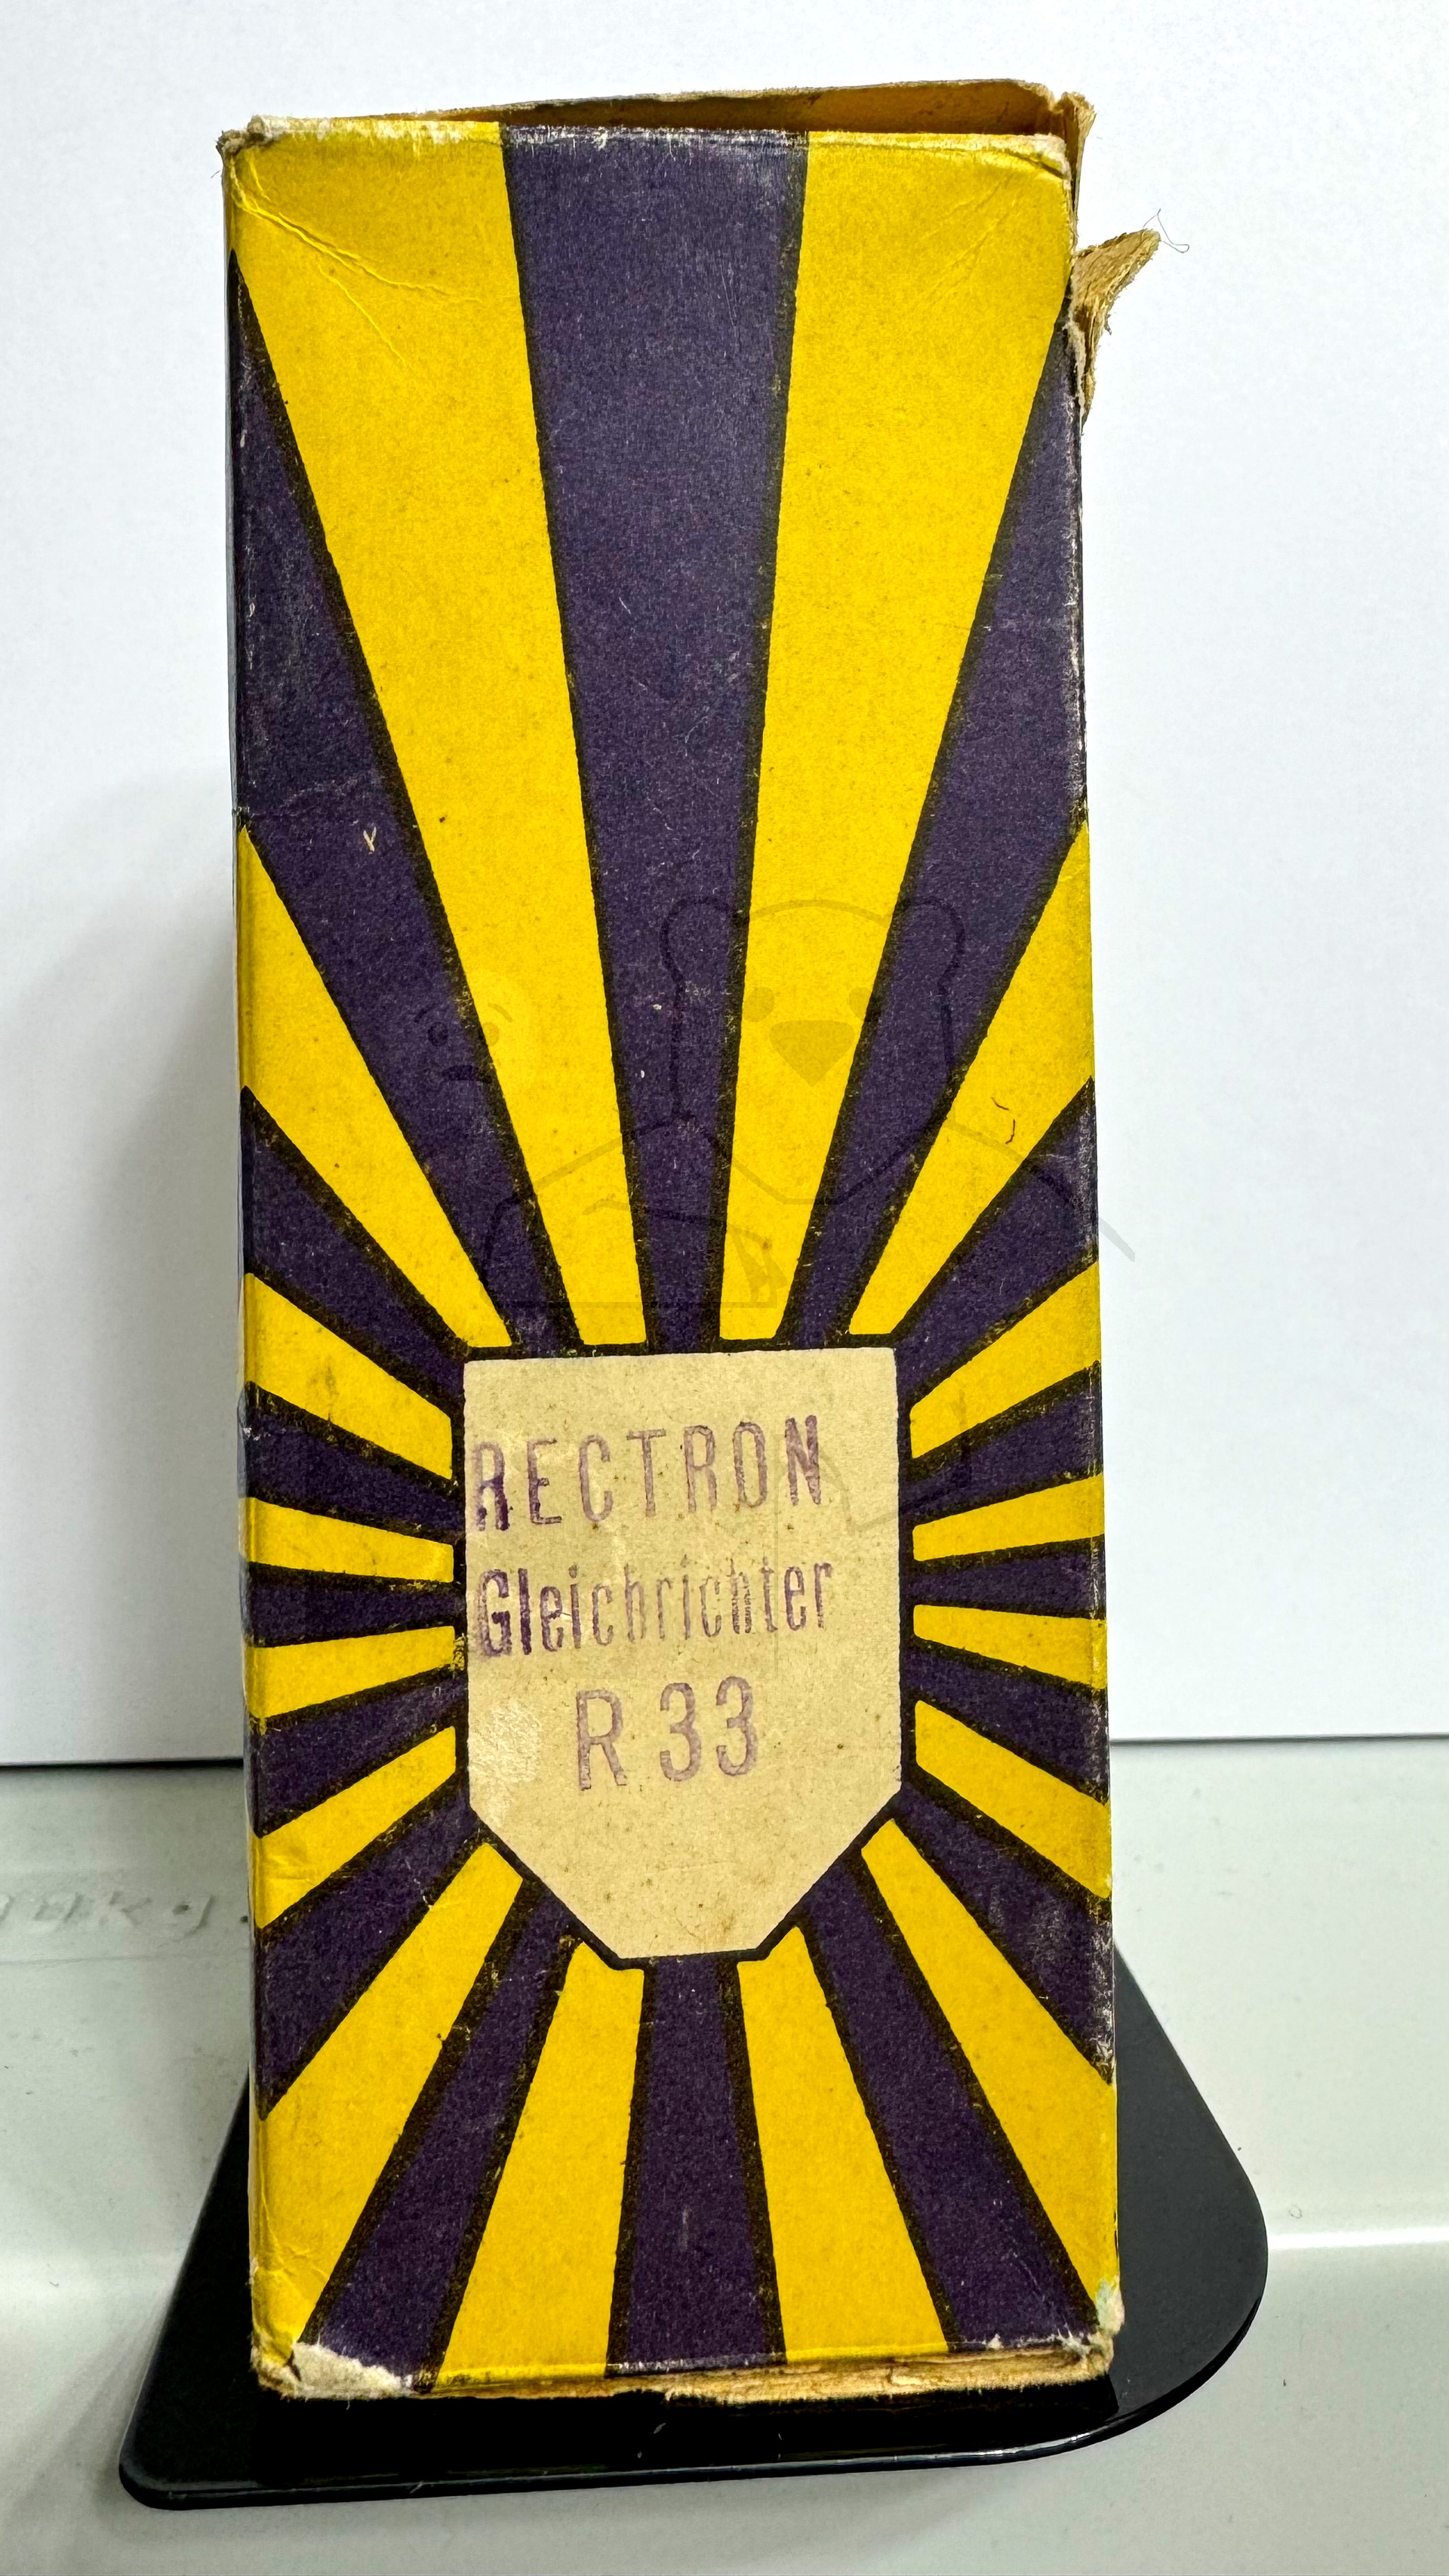 RECTRON
Gleichrichter
R 33